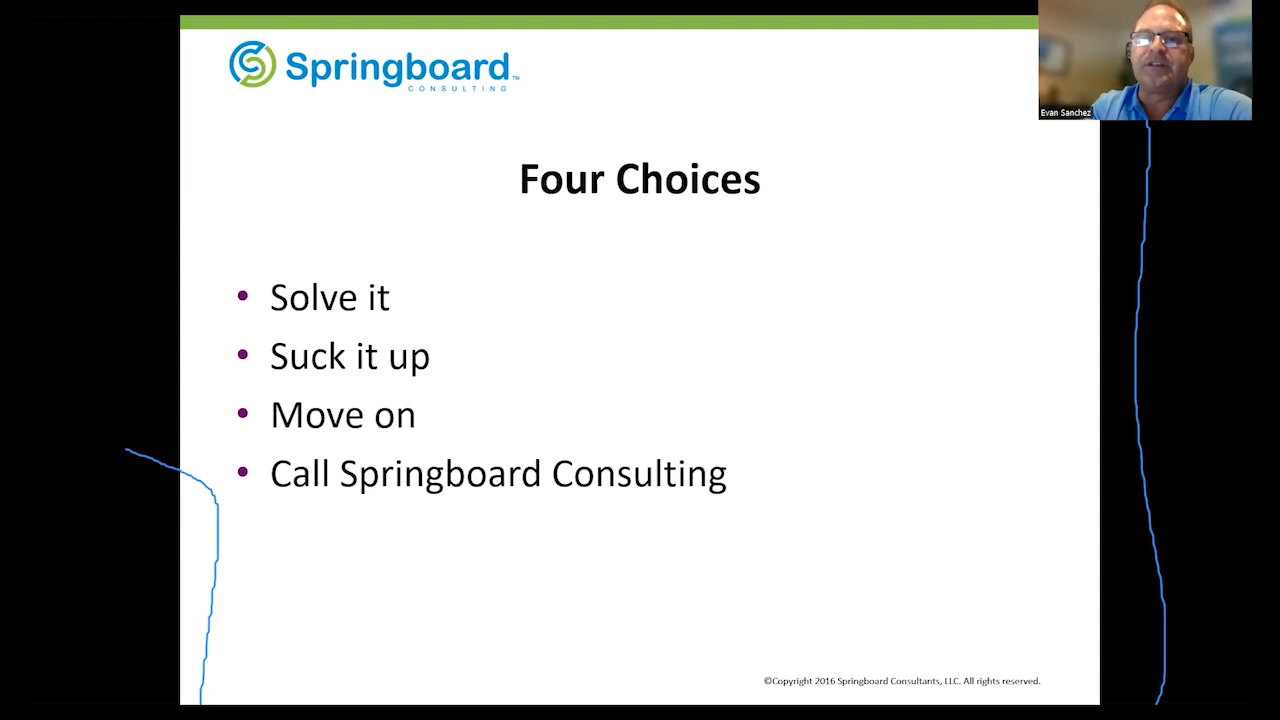 Springboard™
CONSULTING
Evan Sanchez
Four Choices
• Solve it
• Suck it up
• Move on
• Call Springboard Consulting
©Copyright 2016 Springboard Consultants, LLC. All rights reserved.